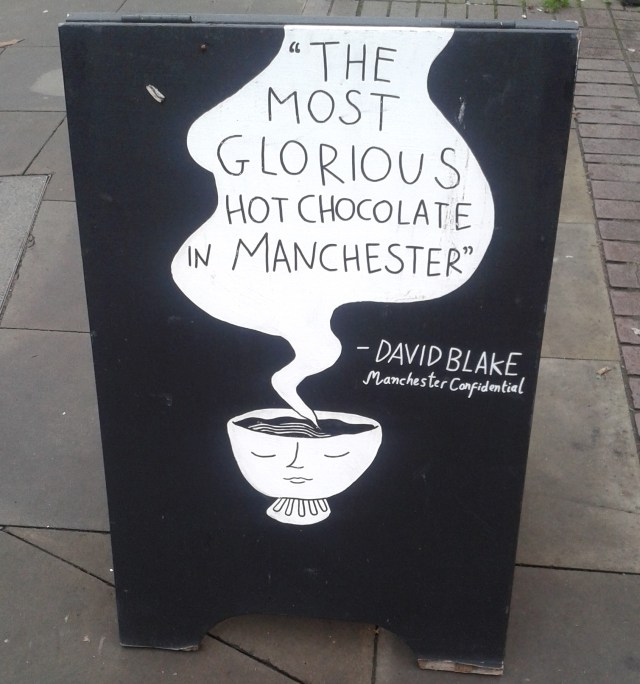 “THE
MOST
GLORIOUS
HOT CHOCOLATE
IN MANCHESTER”
- DAVID BLAKE
Manchester Confidential